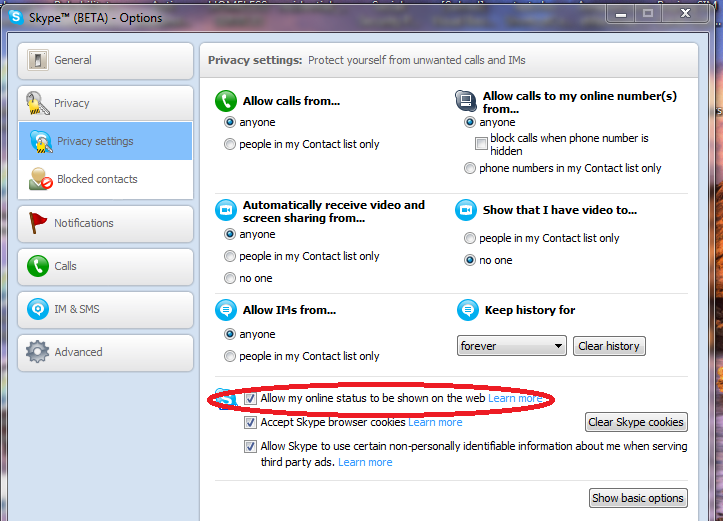 Skype™ (BETA) - Options
General
Privacy
Privacy settings
Blocked contacts
Notifications
Calls
IM & SMS
Advanced
Privacy settings: Protect yourself from unwanted calls and IMs
Allow calls from...
anyone
people in my Contact list only
Allow calls to my online number(s)
from...
anyone
block calls when phone number is
hidden
phone numbers in my Contact list only
Automatically receive video and
screen sharing from...
anyone
people in my Contact list only
no one
Show that I have video to...
people in my Contact list only
no one
Allow IMs from...
anyone
people in my Contact list only
Keep history for
forever
Clear history
Allow my online status to be shown on the web Learn more
Accept Skype browser cookies Learn more
Clear Skype cookies
Allow Skype to use certain non-personally identifiable information about me when serving
third party ads. Learn more
Show basic options